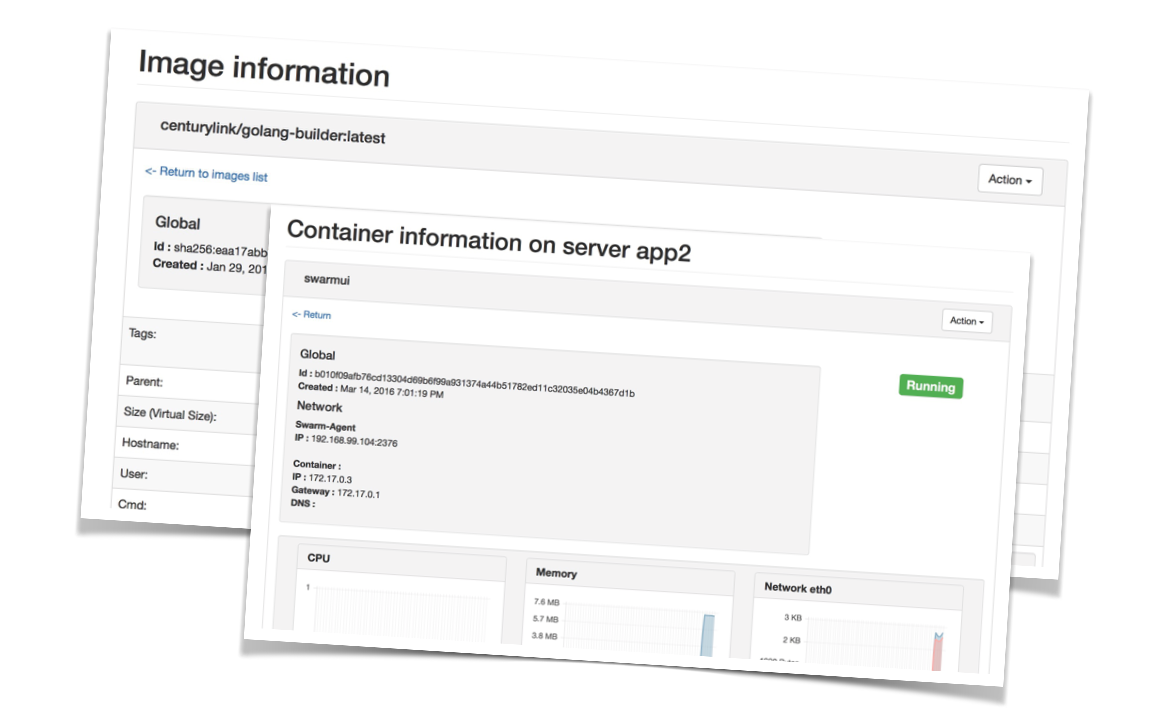 Image information
centurylink/golang-builder:latest
Action
<- Return to images list
Global
Id : sha256:eaa17abb
Created : Jan 29, 201
Tags:
Parent:
Size (Virtual Size):
Hostname:
User:
Cmd:
Container information on server app2
swarmui
Action
<- Return
Running
Global
Id : b010f09afb76cd13304d69b6f99a931374a44b51782ed11c32035e04b4367d1b
Created : Mar 14, 2016 7:01:19 PM
Network
Swarm-Agent
IP : 192.168.99.104:2376
Container :
IP : 172.17.0.3
Gateway : 172.17.0.1
DNS :
CPU
1
Memory
7.6 MB
5.7 MB
3.8 MB
Network eth0
3 KB
2 KB